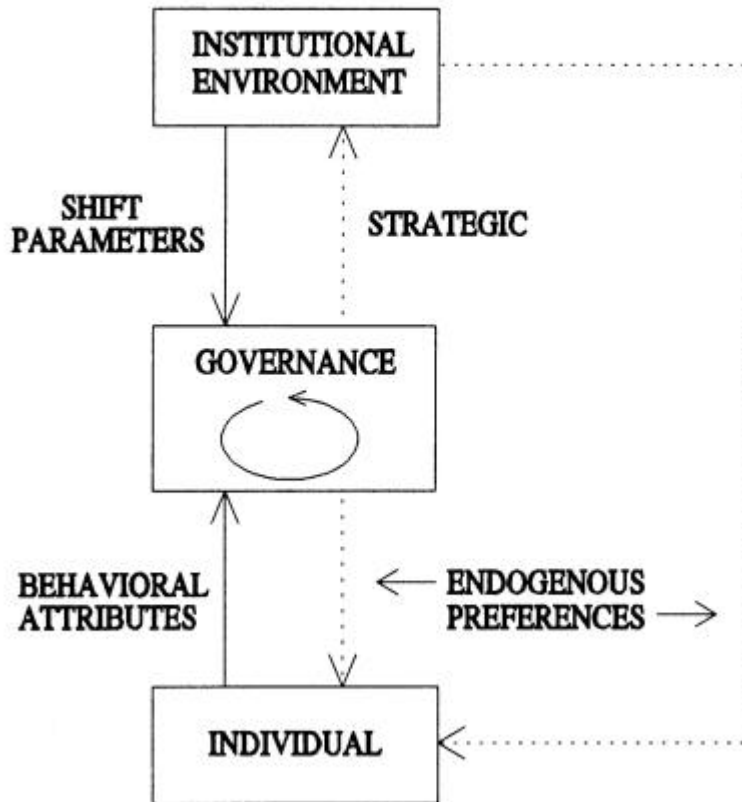 INSTITUTIONAL
ENVIRONMENT
SHIFT
PARAMETERS
STRATEGIC
GOVERNANCE
BEHAVIORAL
ATTRIBUTES
ENDOGENOUS
PREFERENCES
INDIVIDUAL